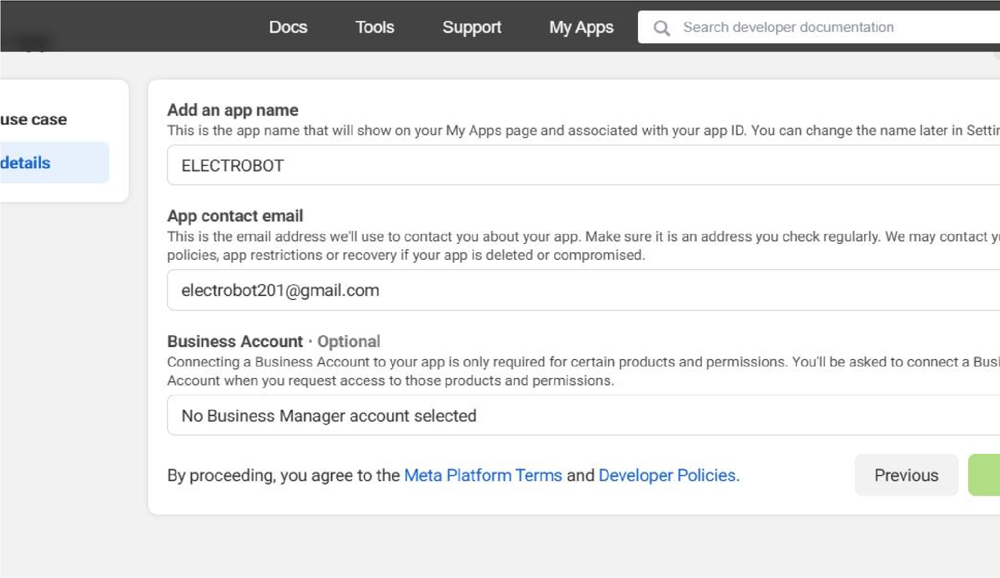 Docs Tools Support My Apps Search developer documentation
use case
details
Add an app name
This is the app name that will show on your My Apps page and associated with your app ID. You can change the name later in Settin
ELECTROBOT
App contact email
This is the email address we'll use to contact you about your app. Make sure it is an address you check regularly. We may contact yo
policies, app restrictions or recovery if your app is deleted or compromised.
electrobot201@gmail.com
Business Account · Optional
Connecting a Business Account to your app is only required for certain products and permissions. You'll be asked to connect a Busi
Account when you request access to those products and permissions.
No Business Manager account selected
By proceeding, you agree to the Meta Platform Terms and Developer Policies.
Previous